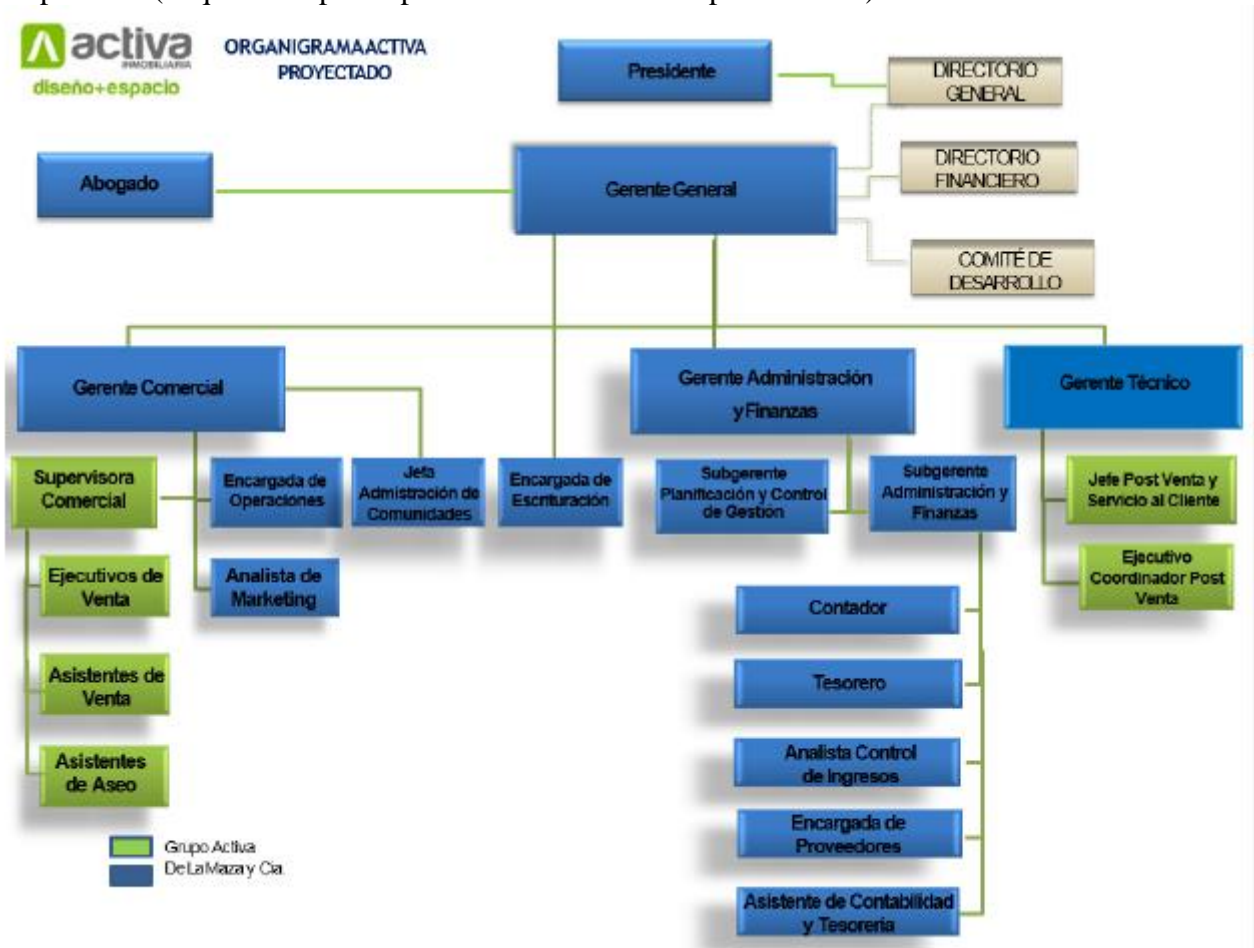 activa
INMOBILIARIA
diseño+espacio
ORGANIGRAMA ACTIVA
PROYECTADO
Presidente
DIRECTORIO
GENERAL
Abogado
Gerente General
DIRECTORIO
FINANCIERO
COMITÉ DE
DESARROLLO
Gerente Comercial
Gerente Administración
y Finanzas
Gerente Técnico
Supervisora
Comercial
Encargada de
Operaciones
Jefa
Admistración de
Comunidades
Encargada de
Escrituración
Subgerente
Planificación y Control
de Gestión
Subgerente
Administración y
Finanzas
Jefe Post Venta y
Servicio al Cliente
Ejecutivos de
Venta
Analista de
Marketing
Ejecutivo
Coordinador Post
Venta
Contador
Asistentes de
Venta
Tesorero
Asistentes
de Aseo
Analista Control
de Ingresos
Encargada de
Proveedores
Asistente de Contabilidad
y Tesorería
Grupo Activa
De La Maza y Cia